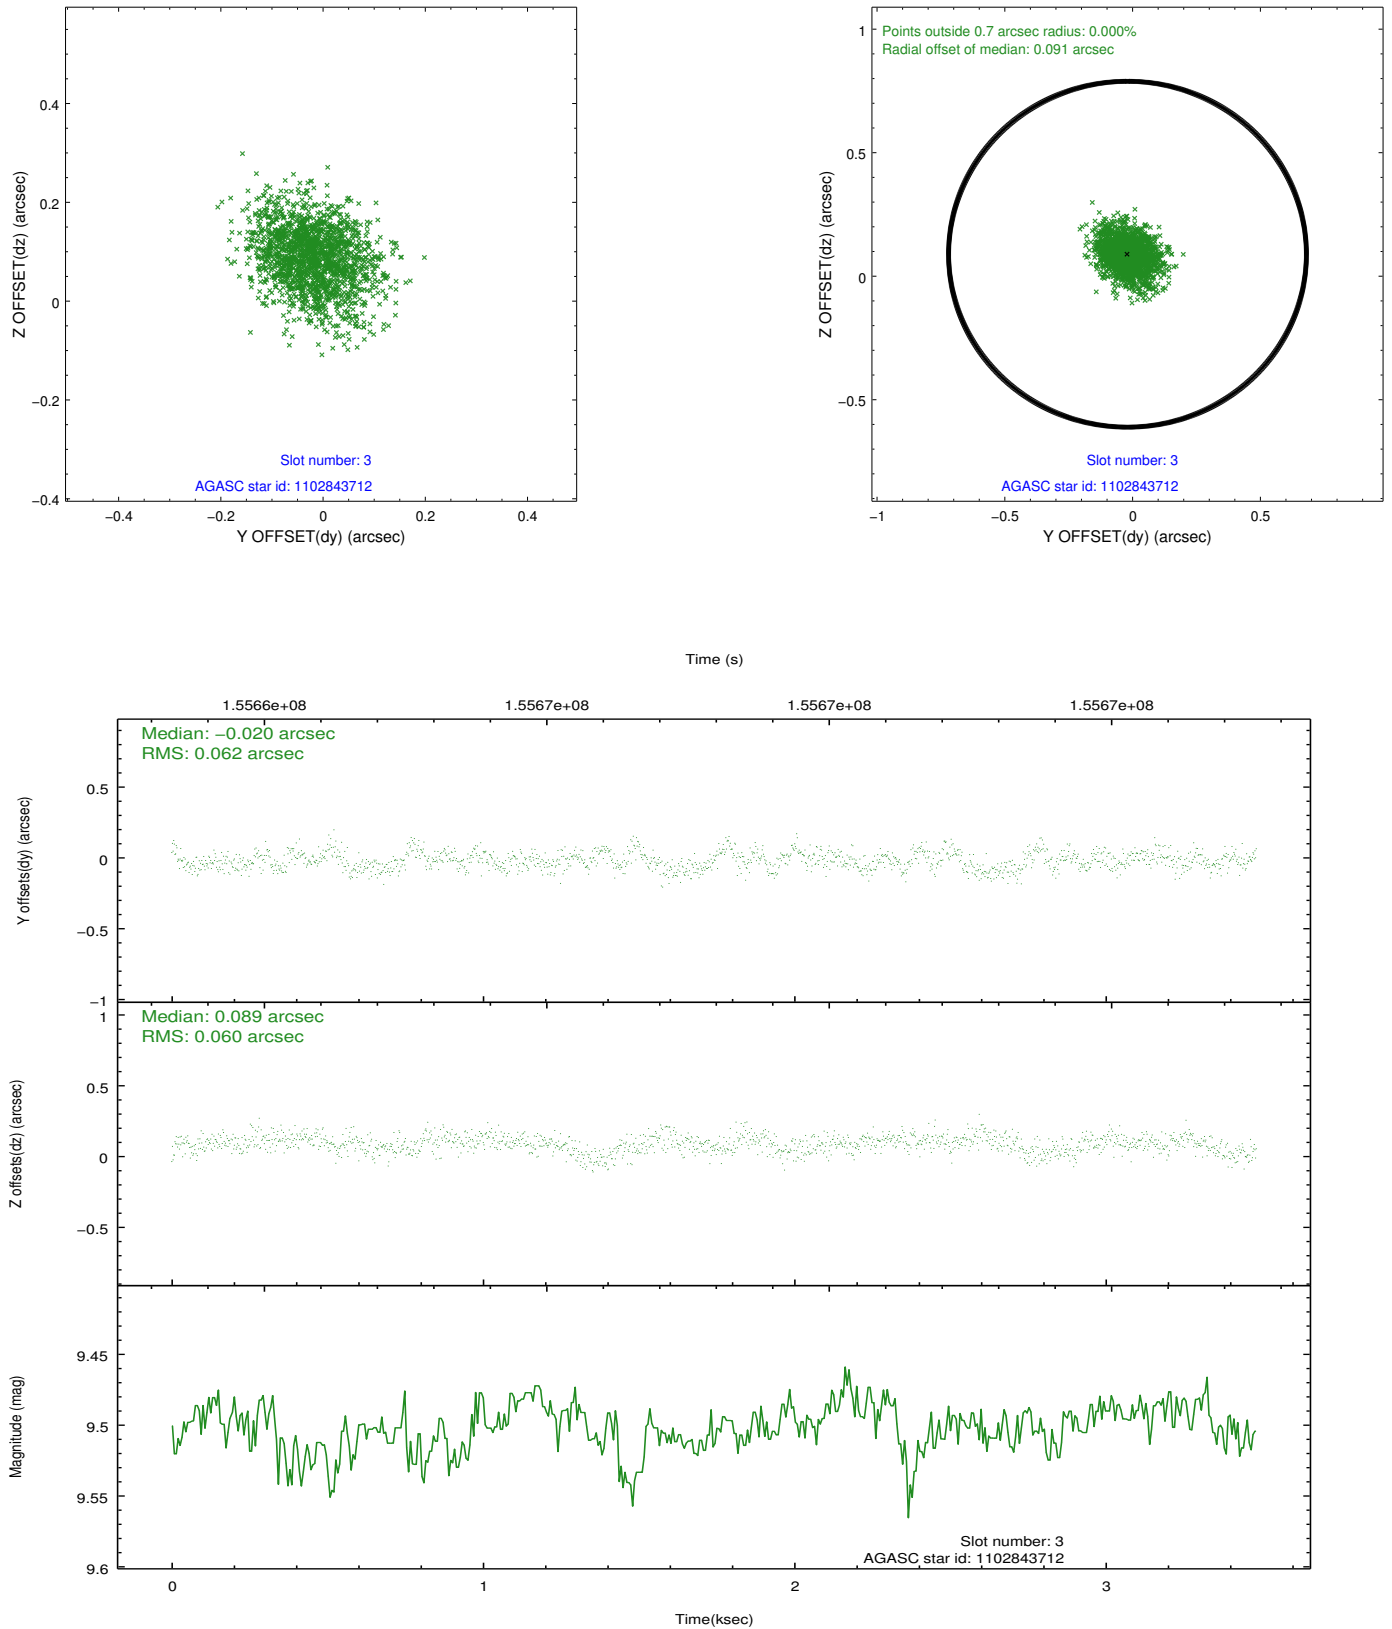 0.4
0.2
0
−0.2
−0.4
Z OFFSET(dz) (arcsec)
Slot number: 3
AGASC star id: 1102843712
−0.4
−0.2
0
0.2
0.4
Y OFFSET(dy) (arcsec)
Points outside 0.7 arcsec radius: 0.000%
Radial offset of median: 0.091 arcsec
1
0.5
0
−0.5
Z OFFSET(dz) (arcsec)
Slot number: 3
AGASC star id: 1102843712
−1
−0.5
0
0.5
Y OFFSET(dy) (arcsec)
Time (s)
1.5566e+08
1.5567e+08
1.5567e+08
1.5567e+08
Median: −0.020 arcsec
RMS: 0.062 arcsec
0.5
0
−0.5
−1
Y offsets(dy) (arcsec)
Median: 0.089 arcsec
RMS: 0.060 arcsec
1
0.5
0
−0.5
Z offsets(dz) (arcsec)
9.45
9.5
9.55
9.6
Magnitude (mag)
Slot number: 3
AGASC star id: 1102843712
0
1
2
3
Time(ksec)